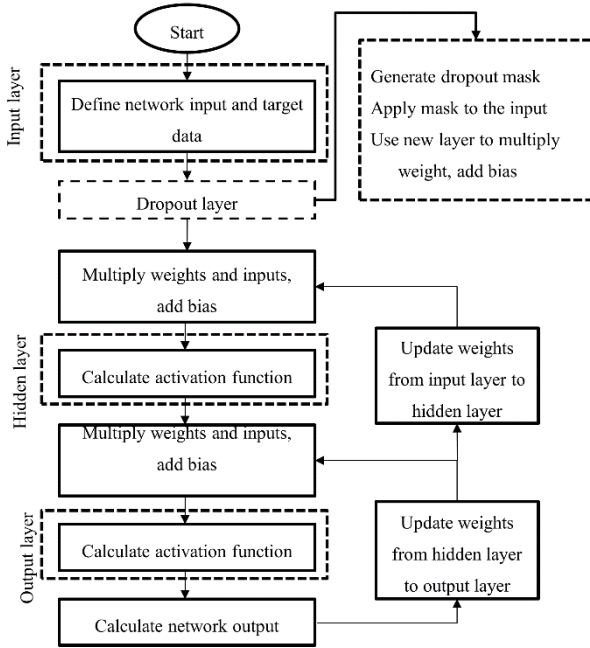 Start
Input layer
Define network input and target
data
Generate dropout mask
Apply mask to the input
Use new layer to multiply
weight, add bias
Dropout layer
Multiply weights and inputs,
add bias
Hidden layer
Calculate activation function
Update weights
from input layer to
hidden layer
Multiply weights and inputs,
add bias
Output layer
Calculate activation function
Update weights
from hidden layer
to output layer
Calculate network output